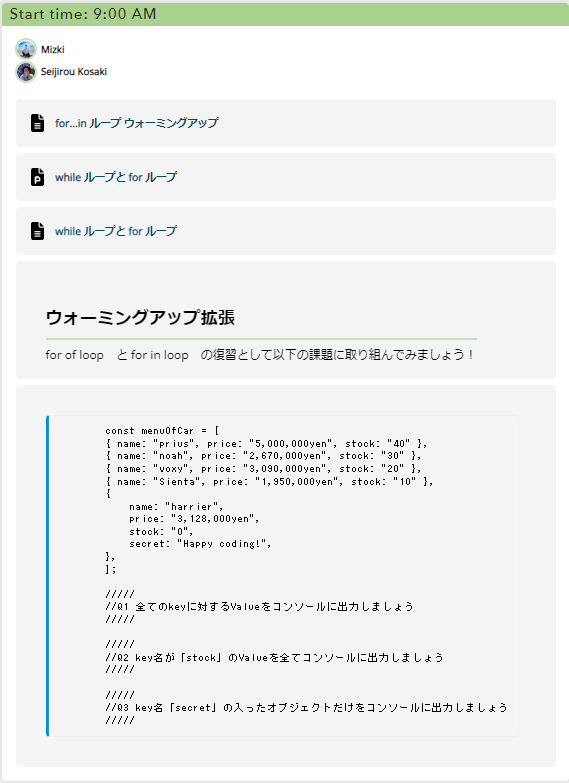 Start time: 9:00 AM
Mizki
Seijirou Kosaki
for...in ループ ウォーミングアップ
while ループと for ループ
while ループと for ループ
ウォーミングアップ拡張
for of loop　と for in loop　の復習として以下の課題に取り組んでみましょう！
const menuOfCar = [
{ name: "prius", price: "5,000,000yen", stock: "40" },
{ name: "noah", price: "2,670,000yen", stock: "30" },
{ name: "voxy", price: "3,090,000yen", stock: "20" },
{ name: "Sienta", price: "1,950,000yen", stock: "10" },
{
name: "harrier",
price: "3,128,000yen",
stock: "0",
secret: "Happy coding!",
},
];
/////
//Q1 全てのkeyに対するValueをコンソールに出力しましょう
/////
/////
//Q2 key名が「stock」のValueを全てコンソールに出力しましょう
/////
/////
//Q3 key名「secret」の入ったオブジェクトだけをコンソールに出力しましょう
/////